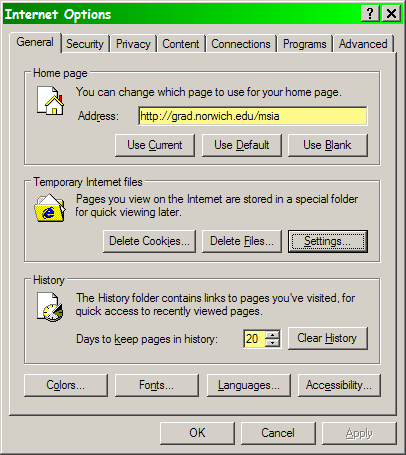 Internet Options
General Security Privacy Content Connections Programs Advanced
Home page
You can change which page to use for your home page.
Address: http://grad.norwich.edu/msia
Use Current Use Default Use Blank
Temporary Internet files
Pages you view on the Internet are stored in a special folder
for quick viewing later.
Delete Cookies... Delete Files... Settings...
History
The History folder contains links to pages you've visited, for
quick access to recently viewed pages.
Days to keep pages in history: 20 Clear History
Colors... Fonts... Languages... Accessibility...
OK Cancel Apply